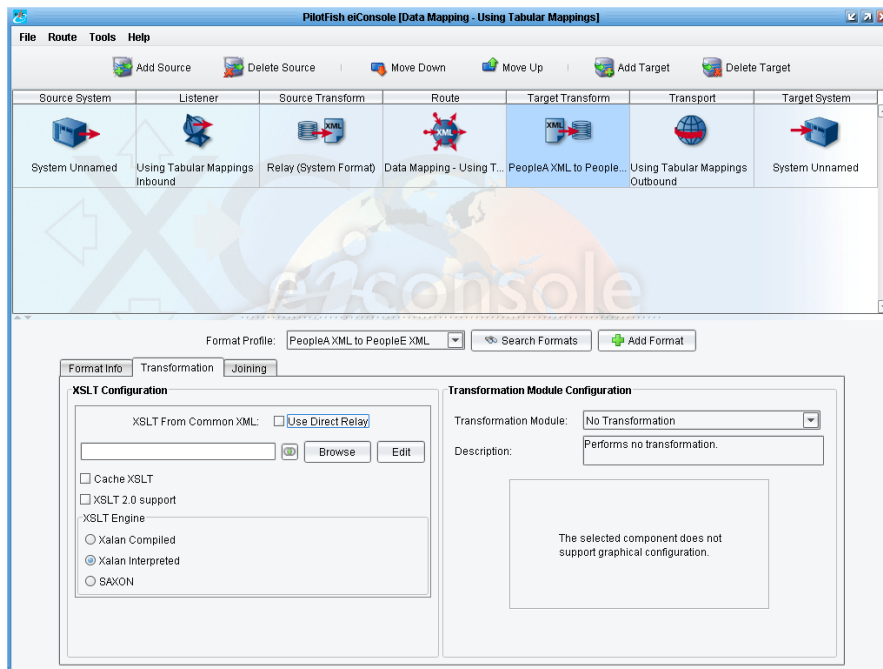 PilotFish eiConsole [Data Mapping - Using Tabular Mappings]
File Route Tools Help
Add Source Delete Source Move Down Move Up Add Target Delete Target
Source System Listener Source Transform Route Target Transform Transport Target System
System Unnamed Using Tabular Mappings Relay (System Format) Data Mapping - Using T... PeopleA XML to People... Using Tabular Mappings System Unnamed
Inbound Outbound
eiconsole
Format Profile: PeopleA XML to PeopleE XML Search Formats Add Format
Format Info Transformation Joining
XSLT Configuration Transformation Module Configuration
XSLT From Common XML: Use Direct Relay Transformation Module: No Transformation
Browse Edit Description: Performs no transformation.
Cache XSLT
XSLT 2.0 support
XSLT Engine
Xalan Compiled
The selected component does not
support graphical configuration.
Xalan Interpreted
SAXON